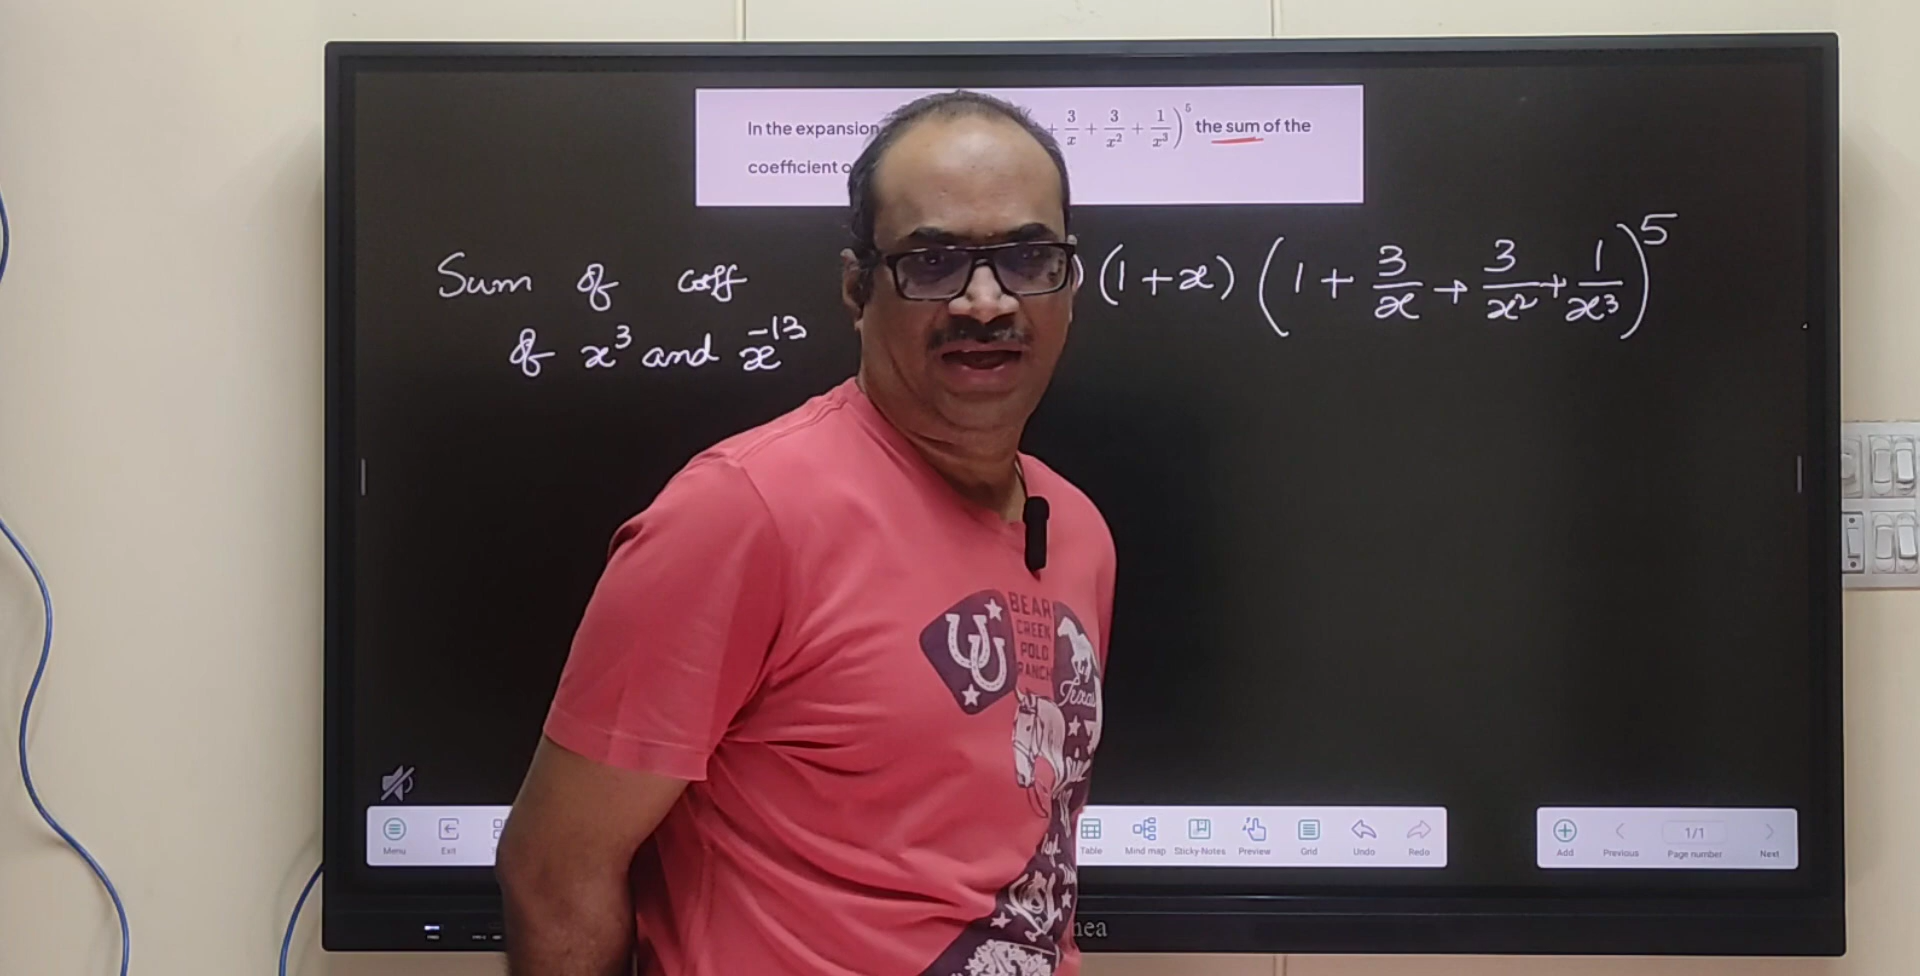 In the expansion + 3/x + 3/x² + 1/x³)⁵ the sum of the
coefficient
Sum of coff
of x³ and x⁻¹³
) (1 + x) (1 + 3/x + 3/x² + 1/x³)⁵
BEAR
CREEK
POLO
RANCH
Texas
Menu Exit Table Mind map Sticky-Notes Preview Grid Undo Redo
1/1
Add Previous Page number Next